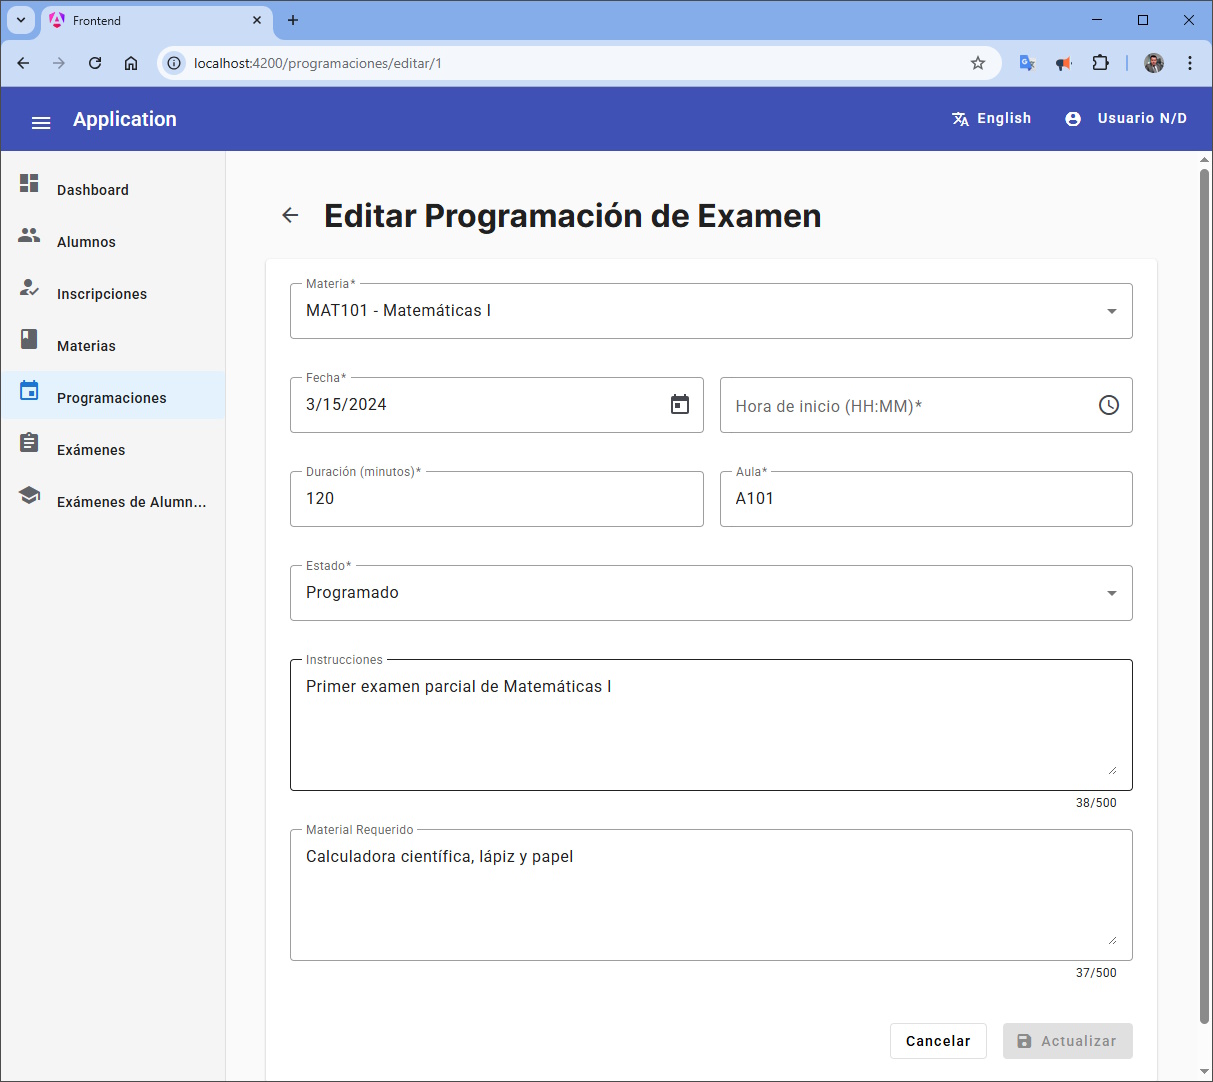 Frontend
localhost:4200/programaciones/editar/1
Application
English
Usuario N/D
Dashboard
Alumnos
Inscripciones
Materias
Programaciones
Exámenes
Exámenes de Alumn...
Editar Programación de Examen
Materia*
MAT101 - Matemáticas I
Fecha*
3/15/2024
Hora de inicio (HH:MM)*
Duración (minutos)*
120
Aula*
A101
Estado*
Programado
Instrucciones
Primer examen parcial de Matemáticas I
38/500
Material Requerido
Calculadora científica, lápiz y papel
37/500
Cancelar
Actualizar